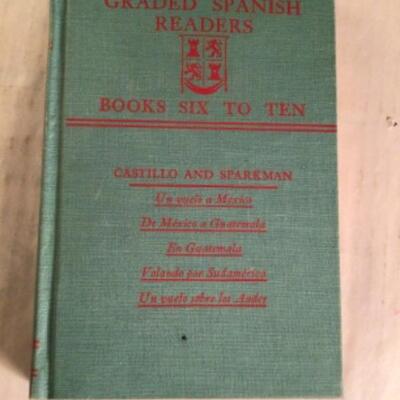 GRADED SPANISH
READERS
BOOKS SIX TO TEN
CASTILLO AND SPARKMAN
Un vuelo a México
De México a Guatemala
En Guatemala
Volando por Sudamérica
Un vuelo sobre los Andes